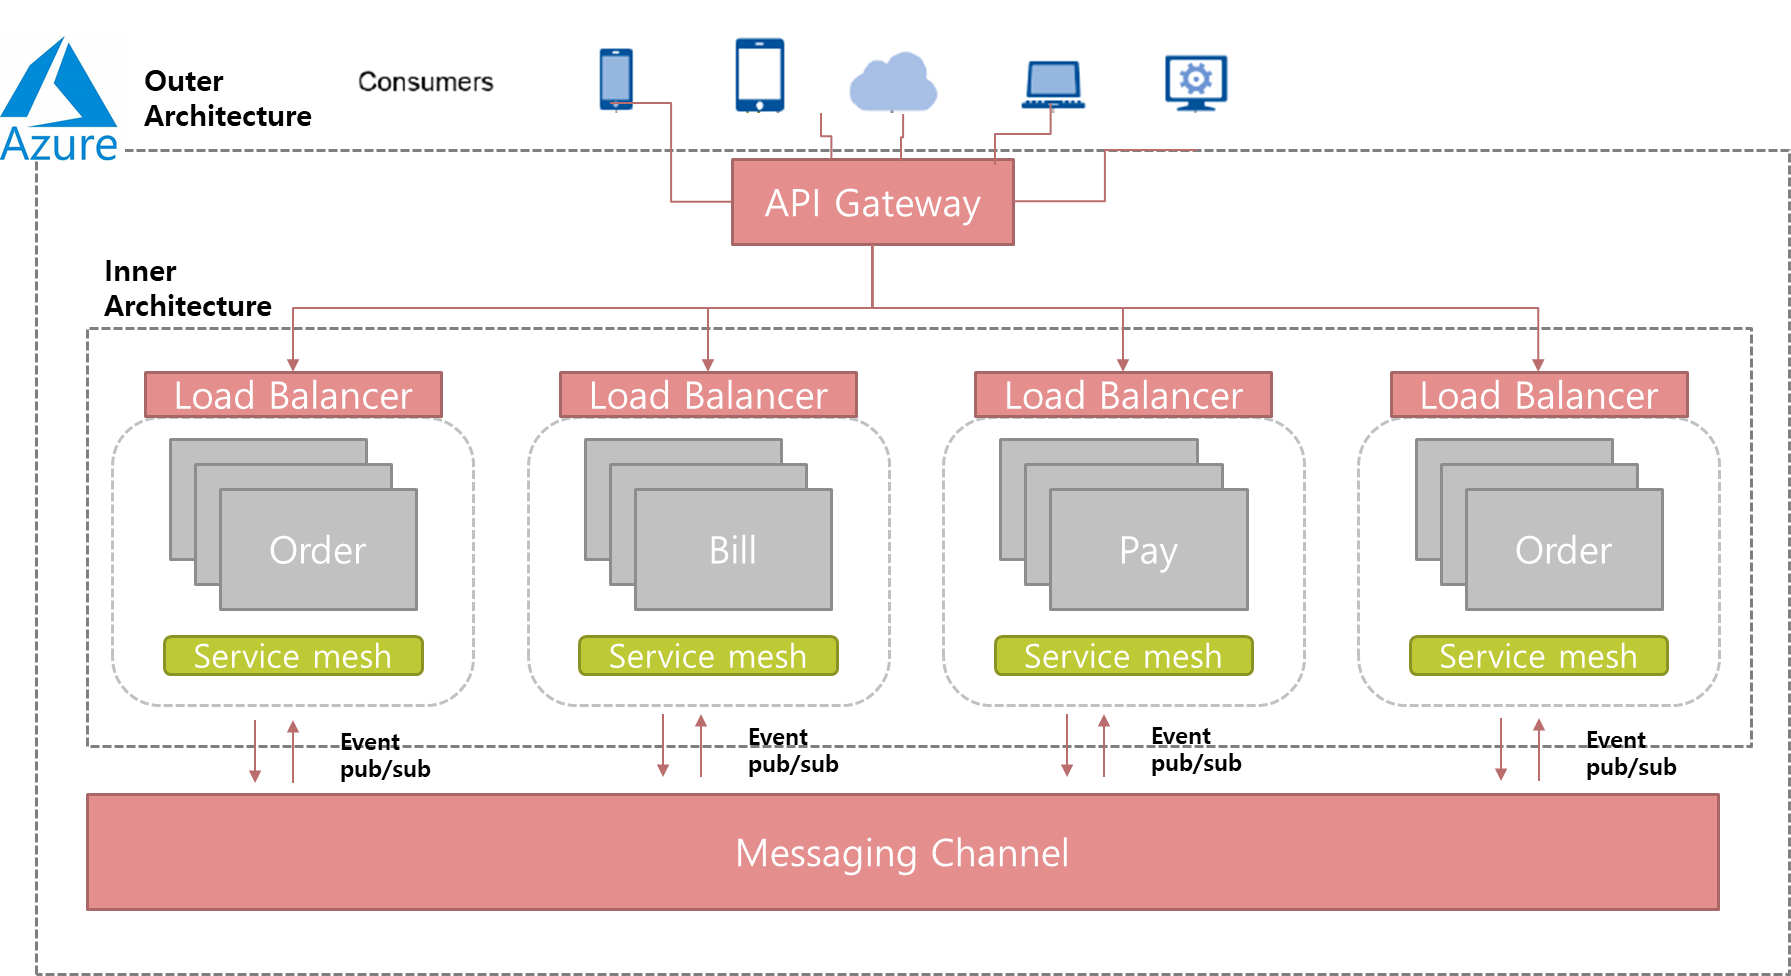 Azure
Outer
Architecture
Consumers
API Gateway
Inner
Architecture
Load Balancer
Load Balancer
Load Balancer
Load Balancer
Order
Bill
Pay
Order
Service mesh
Service mesh
Service mesh
Service mesh
Event
pub/sub
Event
pub/sub
Event
pub/sub
Event
pub/sub
Messaging Channel